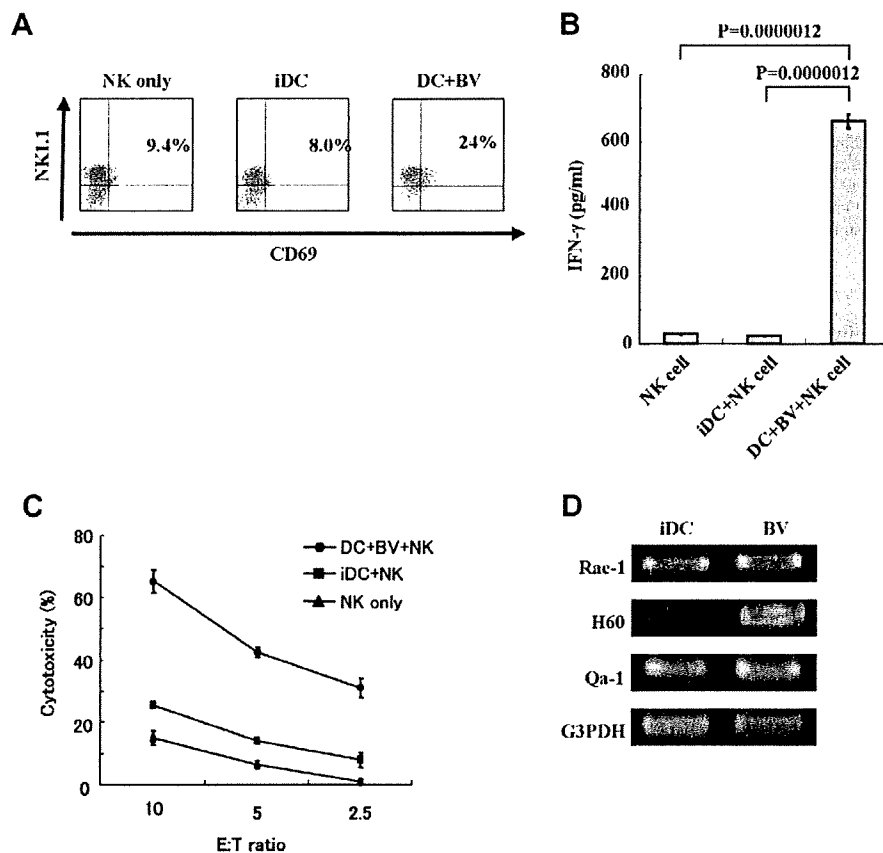 A
NK only
iDC
DC+BV
9.4%
8.0%
24%
NK1.1
CD69
B
P=0.0000012
P=0.0000012
800
600
400
200
0
IFN-γ (pg/ml)
NK cell
iDC+NK cell
DC+BV+NK cell
C
80
60
40
20
0
Cytotoxicity (%)
DC+BV+NK
iDC+NK
NK only
10
5
2.5
E:T ratio
D
iDC
BV
Rac-1
H60
Qa-1
G3PDH